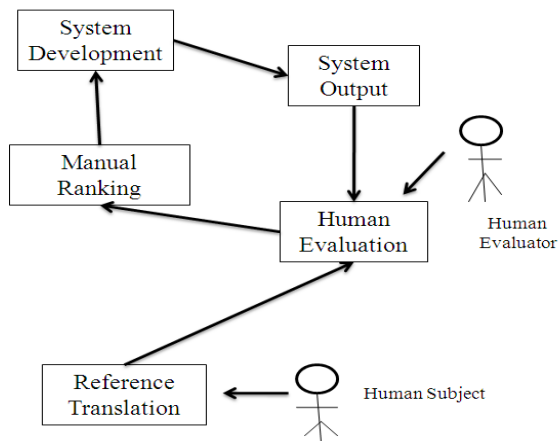 System
Development
System
Output
Manual
Ranking
Human
Evaluation
Human
Evaluator
Reference
Translation
Human Subject